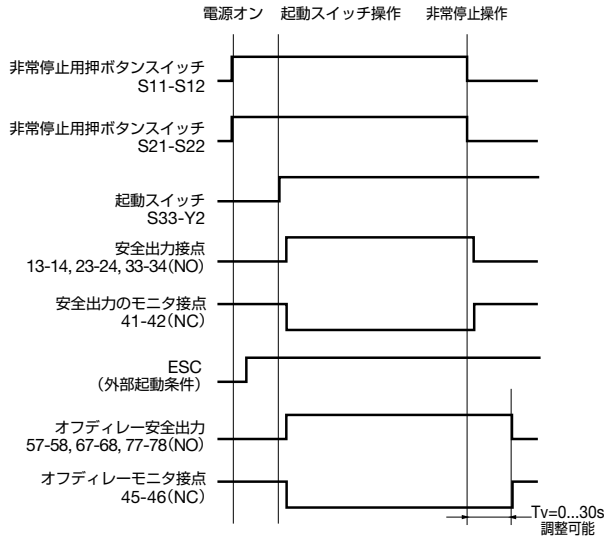 電源オン 起動スイッチ操作 非常停止操作
非常停止用押ボタンスイッチ
S11-S12
非常停止用押ボタンスイッチ
S21-S22
起動スイッチ
S33-Y2
安全出力接点
13-14, 23-24, 33-34(NO)
安全出力のモニタ接点
41-42(NC)
ESC
(外部起動条件)
オフディレー安全出力
57-58, 67-68, 77-78(NO)
オフディレーモニタ接点
45-46(NC)
Tv=0...30s
調整可能